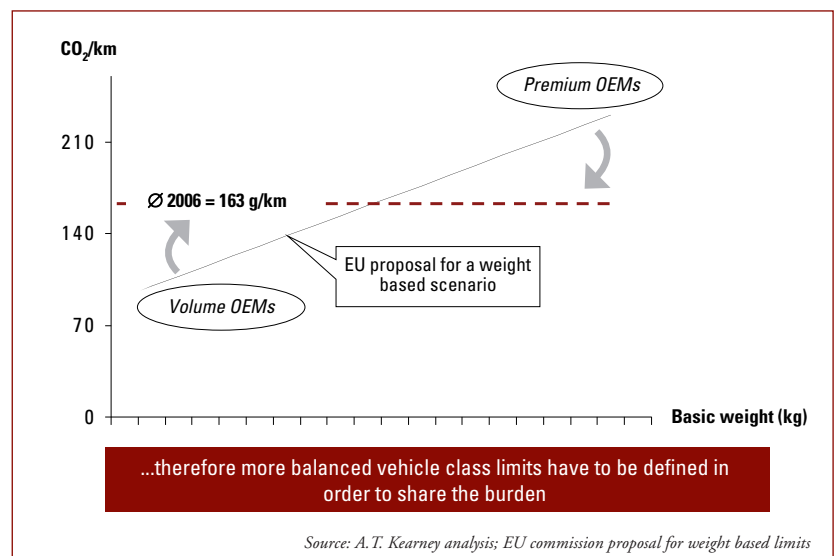 CO₂/km
Premium OEMs
210
Ø 2006 = 163 g/km
140
EU proposal for a weight
based scenario
Volume OEMs
70
0
Basic weight (kg)
...therefore more balanced vehicle class limits have to be defined in
order to share the burden
Source: A.T. Kearney analysis; EU commission proposal for weight based limits